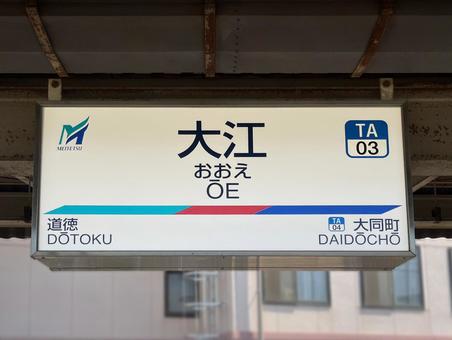 MEITETSU
大江
おおえ
ŌE
TA
03
道徳
DŌTOKU
TA
04
大同町
DAIDŌCHŌ